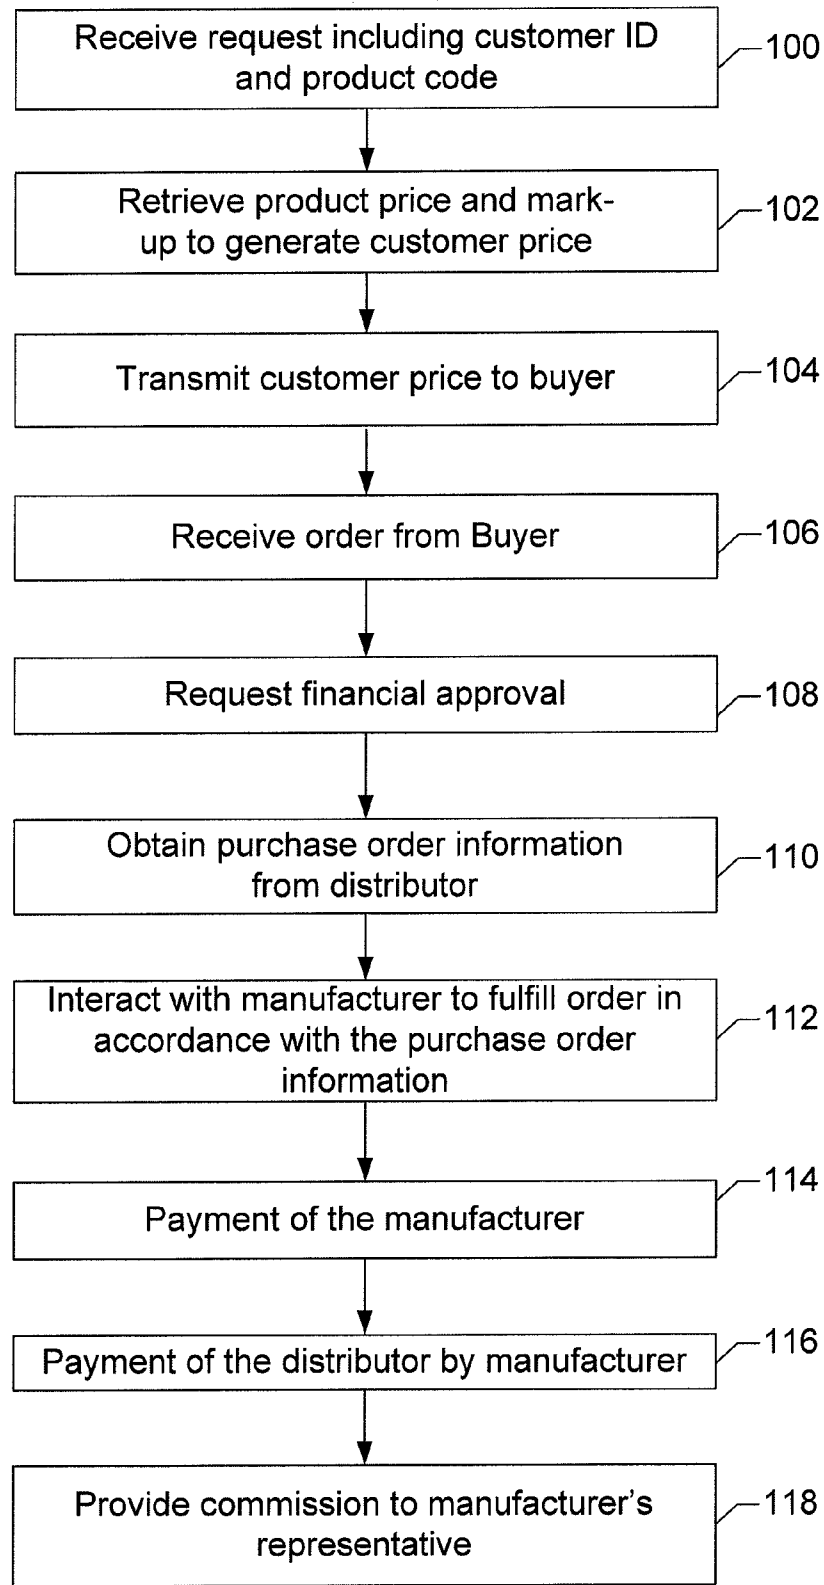 Receive request including customer ID
and product code
100
Retrieve product price and mark-
up to generate customer price
102
Transmit customer price to buyer
104
Receive order from Buyer
106
Request financial approval
108
Obtain purchase order information
from distributor
110
Interact with manufacturer to fulfill order in
accordance with the purchase order
information
112
Payment of the manufacturer
114
Payment of the distributor by manufacturer
116
Provide commission to manufacturer's
representative
118